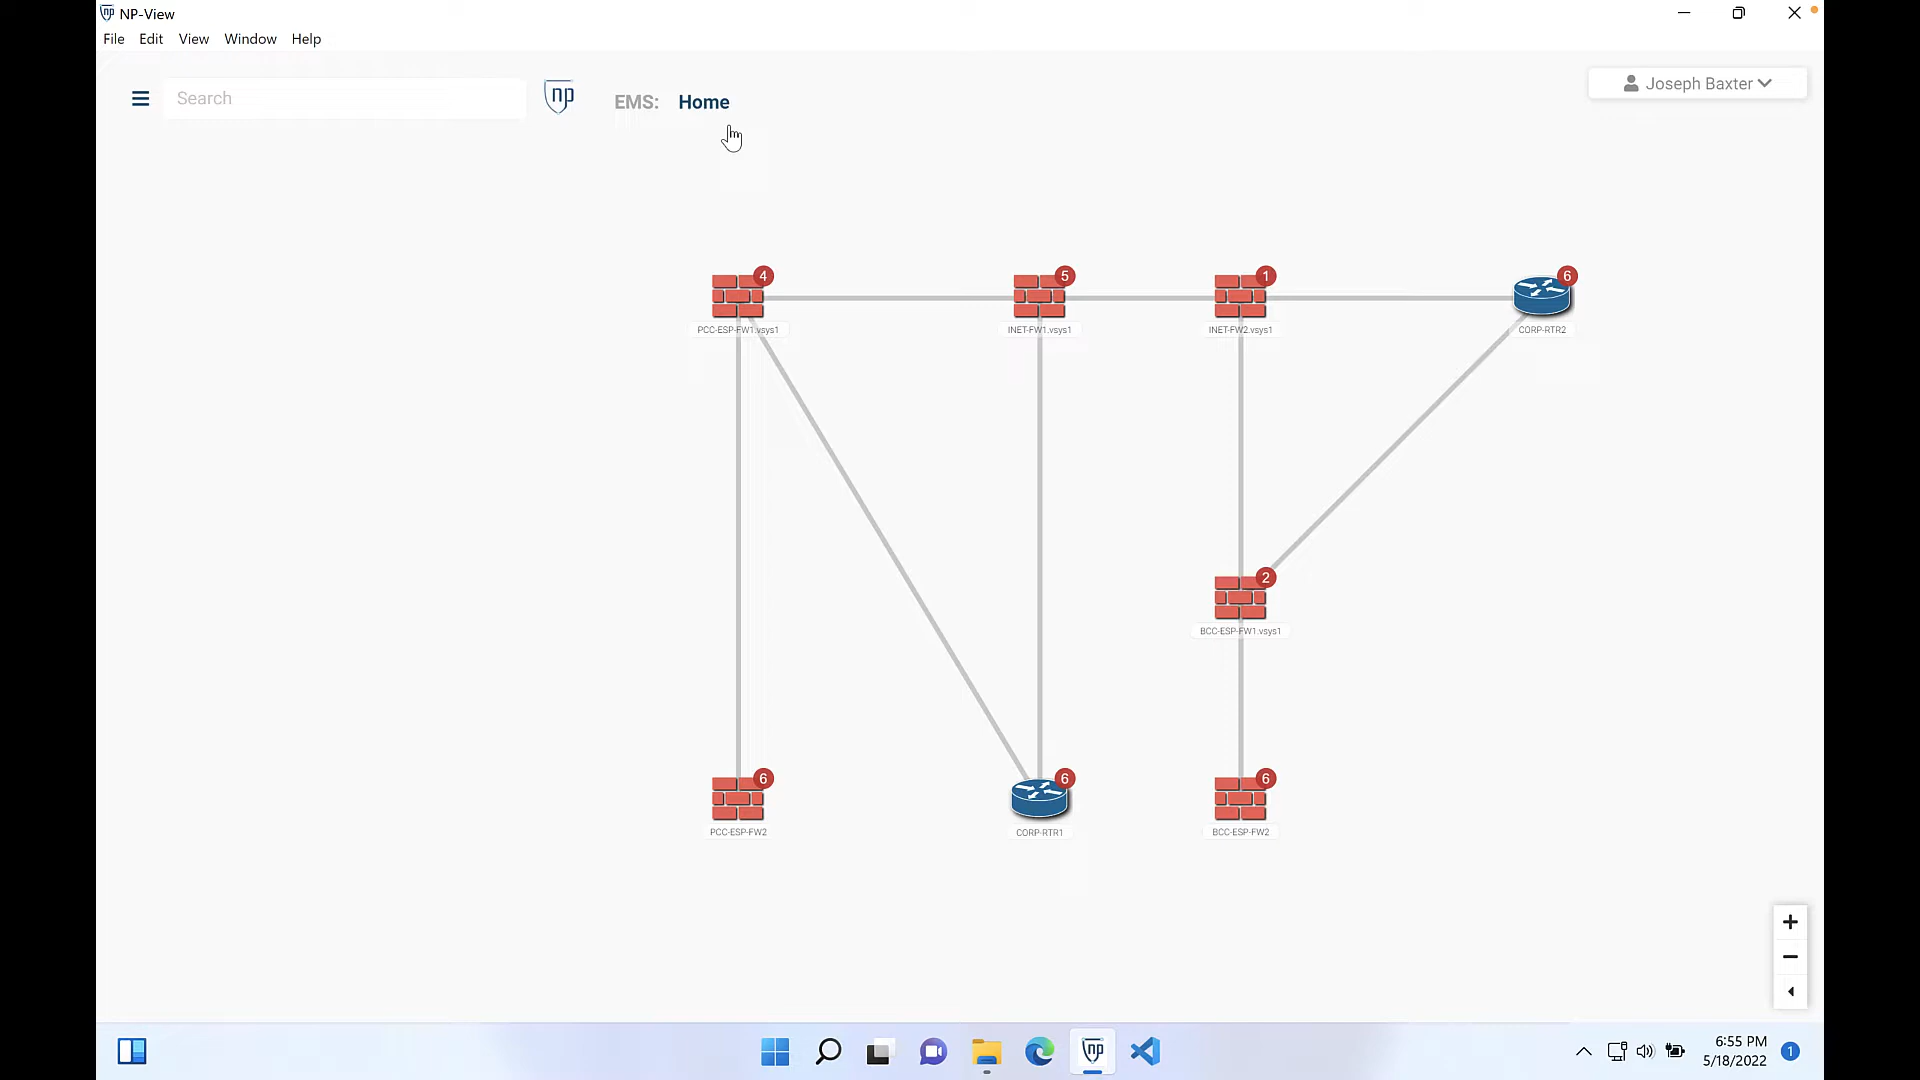 NP-View
File Edit View Window Help
Search
np
EMS: Home
Joseph Baxter
4
5
1
6
PCC-ESP-FW1.vsys1
INET-FW1.vsys1
INET-FW2.vsys1
CORP-RTR2
2
BCC-ESP-FW1.vsys1
6
6
6
PCC-ESP-FW2
CORP-RTR1
BCC-ESP-FW2
np
6:55 PM
5/18/2022
1